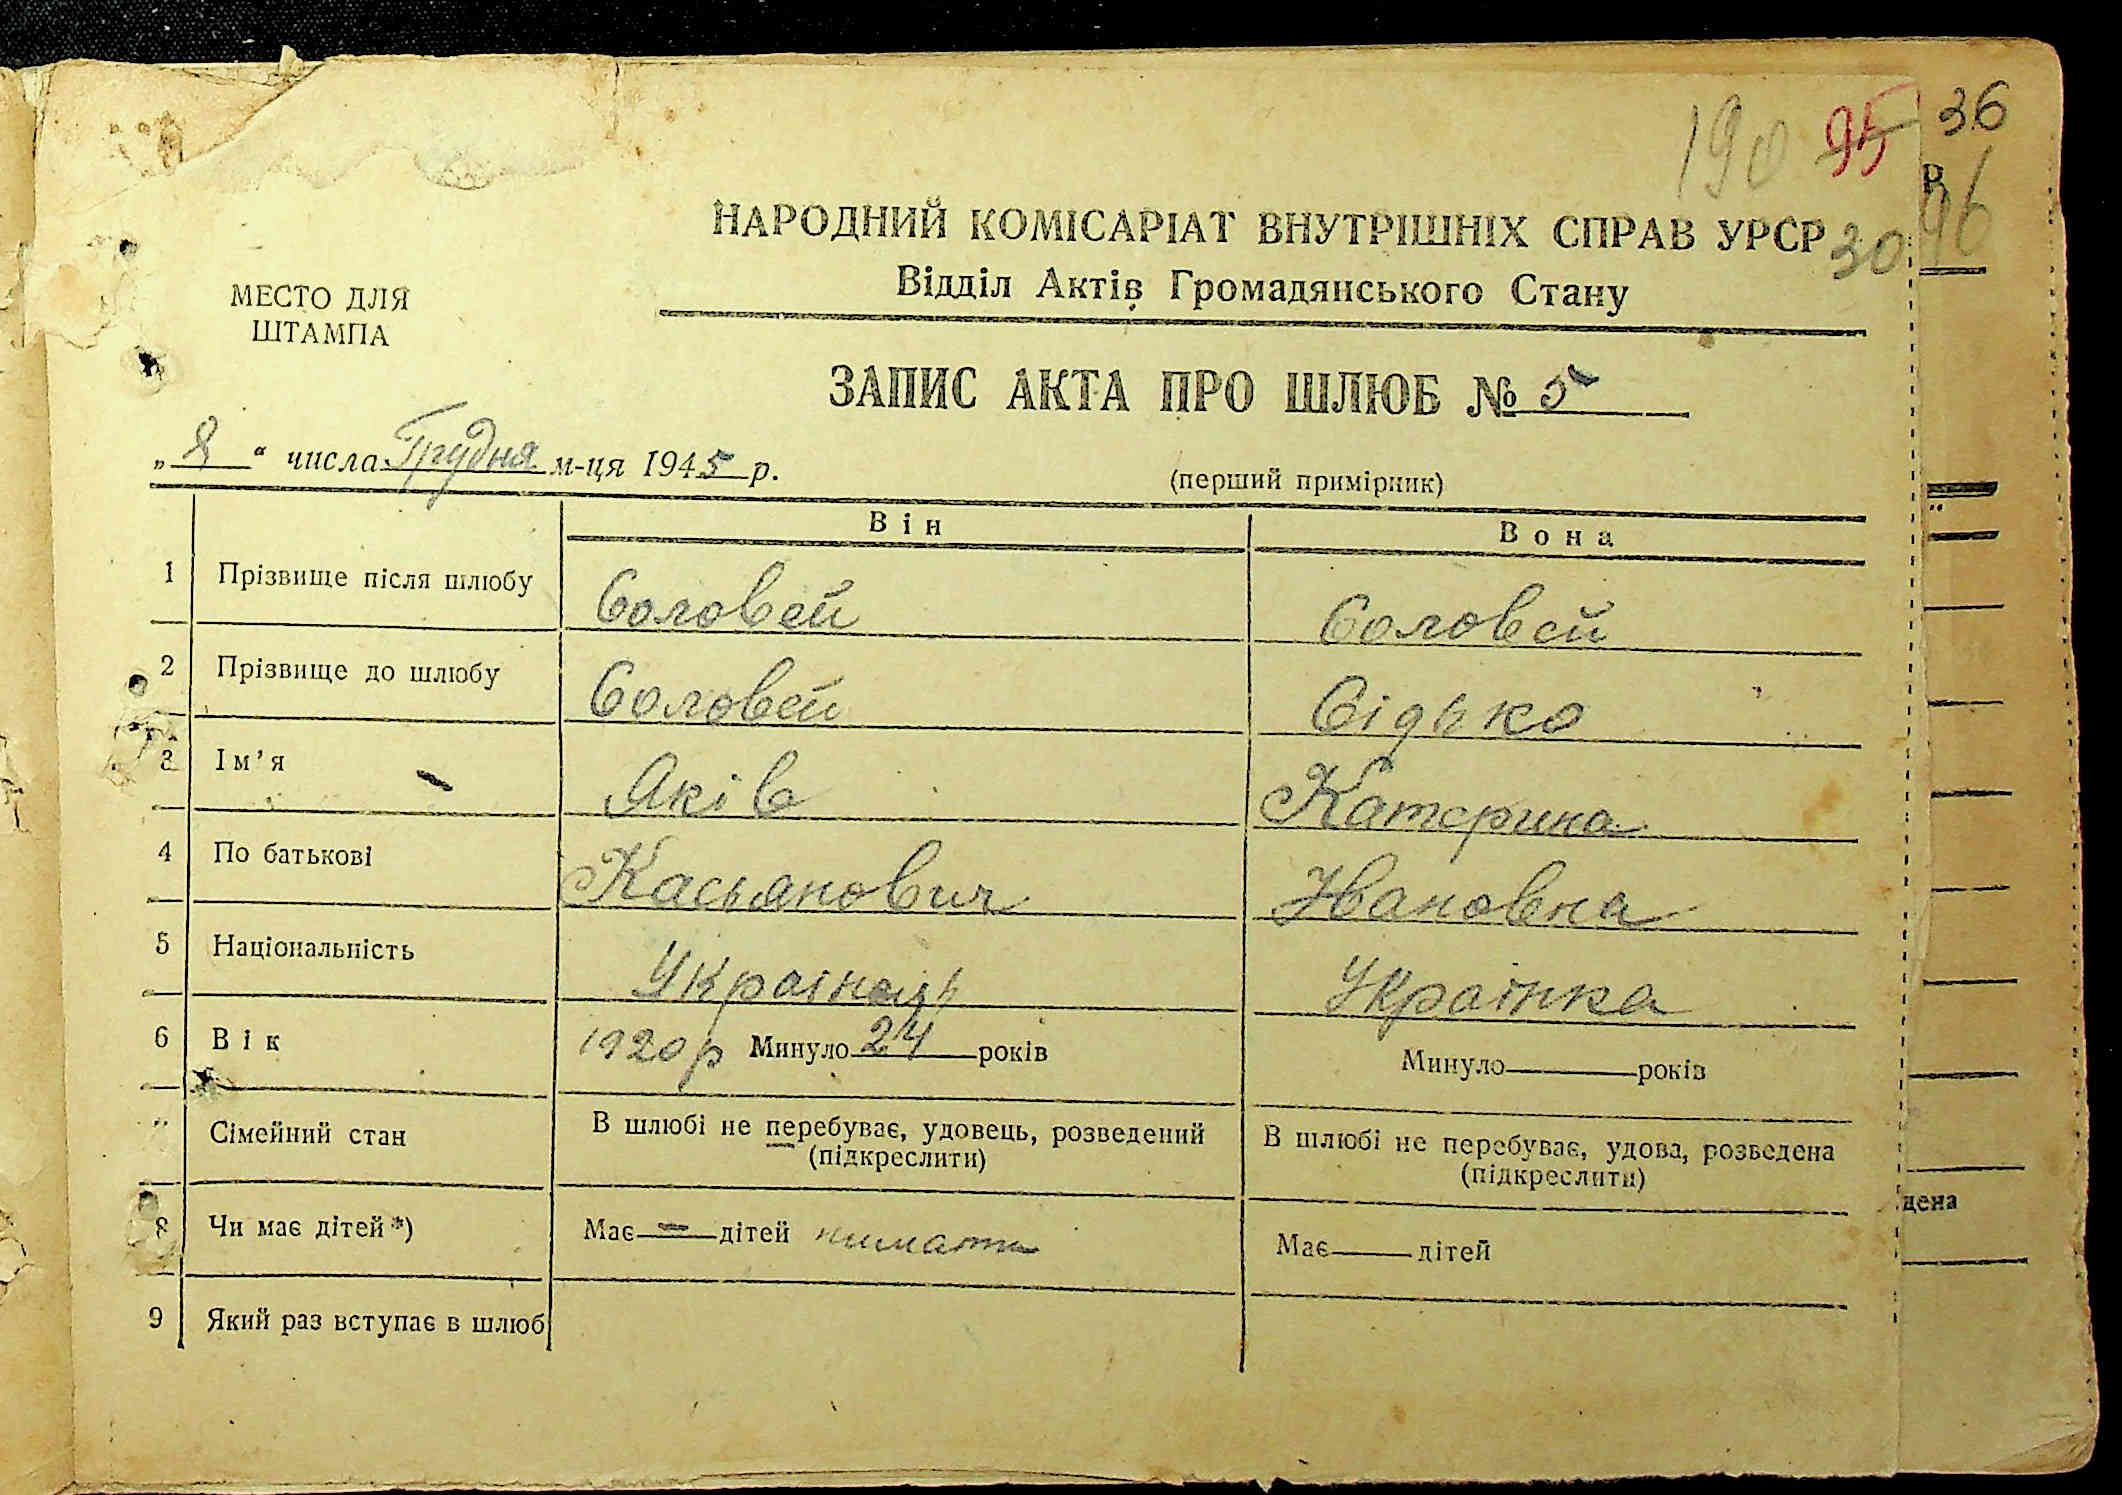 190 95 36
НАРОДНИЙ КОМІСАРІАТ ВНУТРІШНІХ СПРАВ УРСР 30 96
Відділ Актів Громадянського Стану
МЕСТО ДЛЯ
ШТАМПА
ЗАПИС АКТА ПРО ШЛЮБ № 5
„8“ числа Грудня м-ця 1945 р.
(перший примірник)
Він Вона
1 Прізвище після шлюбу Соловей Соловей
2 Прізвище до шлюбу Соловей Сідько
3 Ім’я Яків Катерина
4 По батькові Касьянович Ивановна
5 Національність Українець Українка
6 Вік 1920р Минуло 24 років Минуло років
Сімейний стан В шлюбі не перебуває, удовець, розведений В шлюбі не перебуває, удова, розведена
(підкреслити) (підкреслити)
дена
8 Чи має дітей*) Має — дітей Має дітей
9 Який раз вступає в шлюб